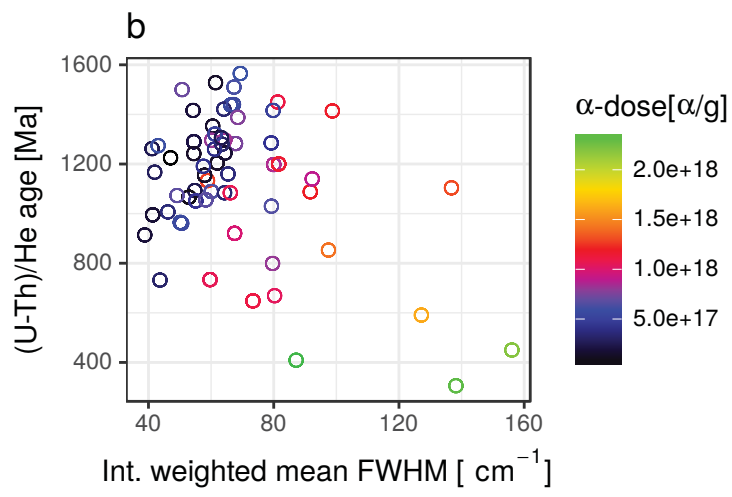 b
1600
1200
800
400
(U-Th)/He age [Ma]
40
80
120
160
Int. weighted mean FWHM [ cm⁻¹]
α-dose[α/g]
2.0e+18
1.5e+18
1.0e+18
5.0e+17